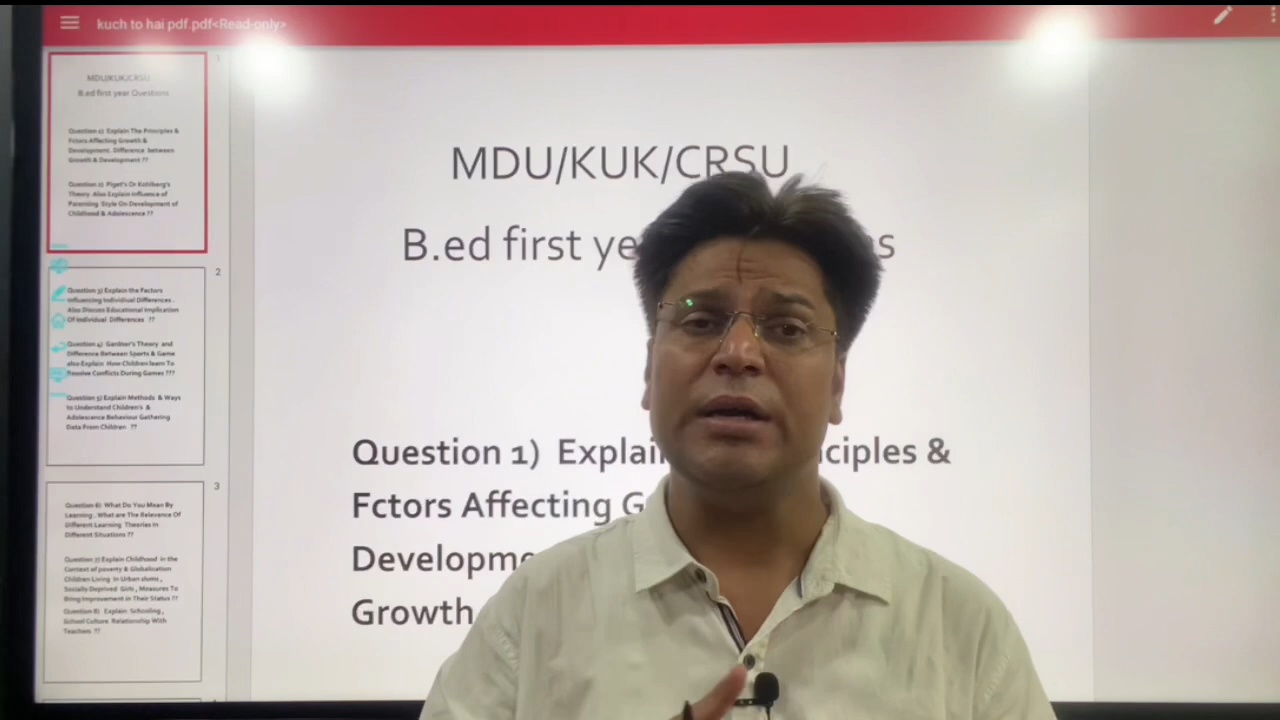 kuch to hai pdf.pdf<Read-only>
1
MDU/KUK/CRSU
B.ed first year Questions
Question 1) Explain The Principles &
Fctors Affecting Growth &
Development. Difference between
Growth & Development ??
Question 2) Piget's Or Kohlberg's
Theory Also Explain Influence of
Parenting Style On Development of
Childhood & Adolescence ??
2
Question 3) Explain the Factors
Influencing Individual Differences .
Also Discuss Educational Implication
Of Individual Differences ??
Question 4) Gardner's Theory and
Difference Between Sports & Game
also Explain How Children learn To
Resolve Conflicts During Games ???
Question 5) Explain Methods & Ways
to Understand Children's &
Adolescence Behaviour Gathering
Data From Children ??
3
Question 6) What Do You Mean By
Learning . What are The Relevance Of
Different Learning Theories In
Different Situations ??
Question 7) Explain Childhood in the
Context of poverty & Globalisation
Children Living in Urban slums ,
Socially Deprived Girls , Measures To
Bring Improvement in Their Status ??
Question 8) Explain Schooling ,
School Culture Relationship With
Teachers ??
MDU/KUK/CRSU
B.ed first ye s
Question 1) Explai ciples &
Fctors Affecting G
Developme
Growth